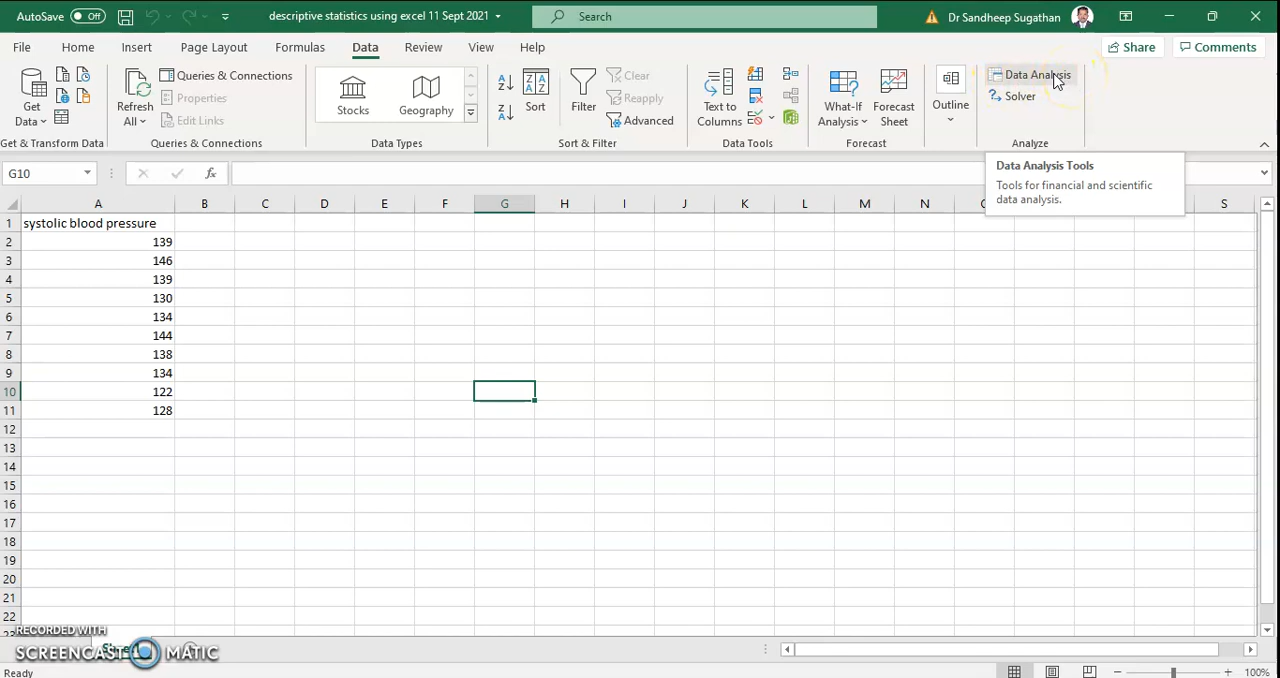 AutoSave Off descriptive statistics using excel 11 Sept 2021 Search Dr Sandheep Sugathan
File Home Insert Page Layout Formulas Data Review View Help Share Comments
Get Data
Refresh All
Queries & Connections
Properties
Edit Links
Stocks
Geography
Sort
Filter
Clear
Reapply
Advanced
Text to Columns
What-If Analysis
Forecast Sheet
Outline
Data Analysis
Solver
Get & Transform Data Queries & Connections Data Types Sort & Filter Data Tools Forecast Analyze
G10 fx
Data Analysis Tools
Tools for financial and scientific
data analysis.
A B C D E F G H I J K L M N S
1 systolic blood pressure
2 139
3 146
4 139
5 130
6 134
7 144
8 138
9 134
10 122
11 128
12
13
14
15
16
17
18
19
20
21
22
RECORDED WITH
SCREENCAST MATIC
Ready 100%